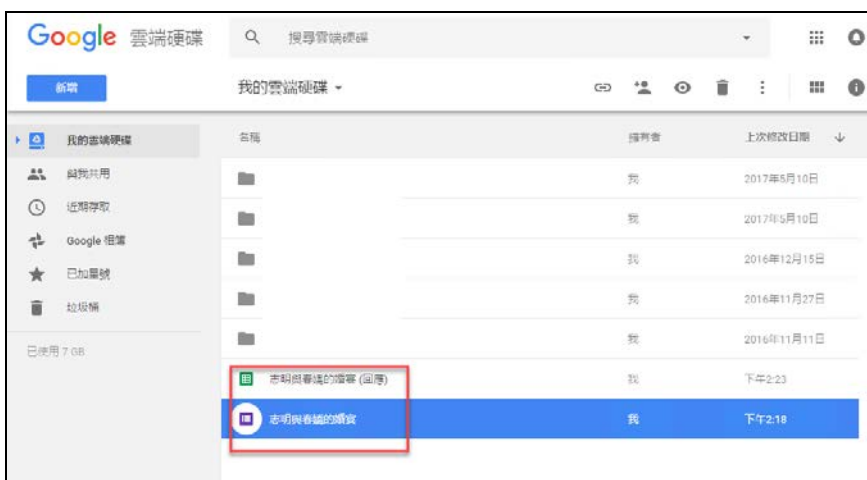 Google 雲端硬碟
搜尋雲端硬碟
新增
我的雲端硬碟
我的雲端硬碟
與我共用
近期存取
Google 相簿
已加星號
垃圾桶
已使用 7 GB
名稱 擁有者 上次修改日期
我 2017年5月10日
我 2017年5月10日
我 2016年12月15日
我 2016年11月27日
我 2016年11月11日
志明與春嬌的婚宴 (回應) 我 下午2:23
志明與春嬌的婚宴 我 下午2:18